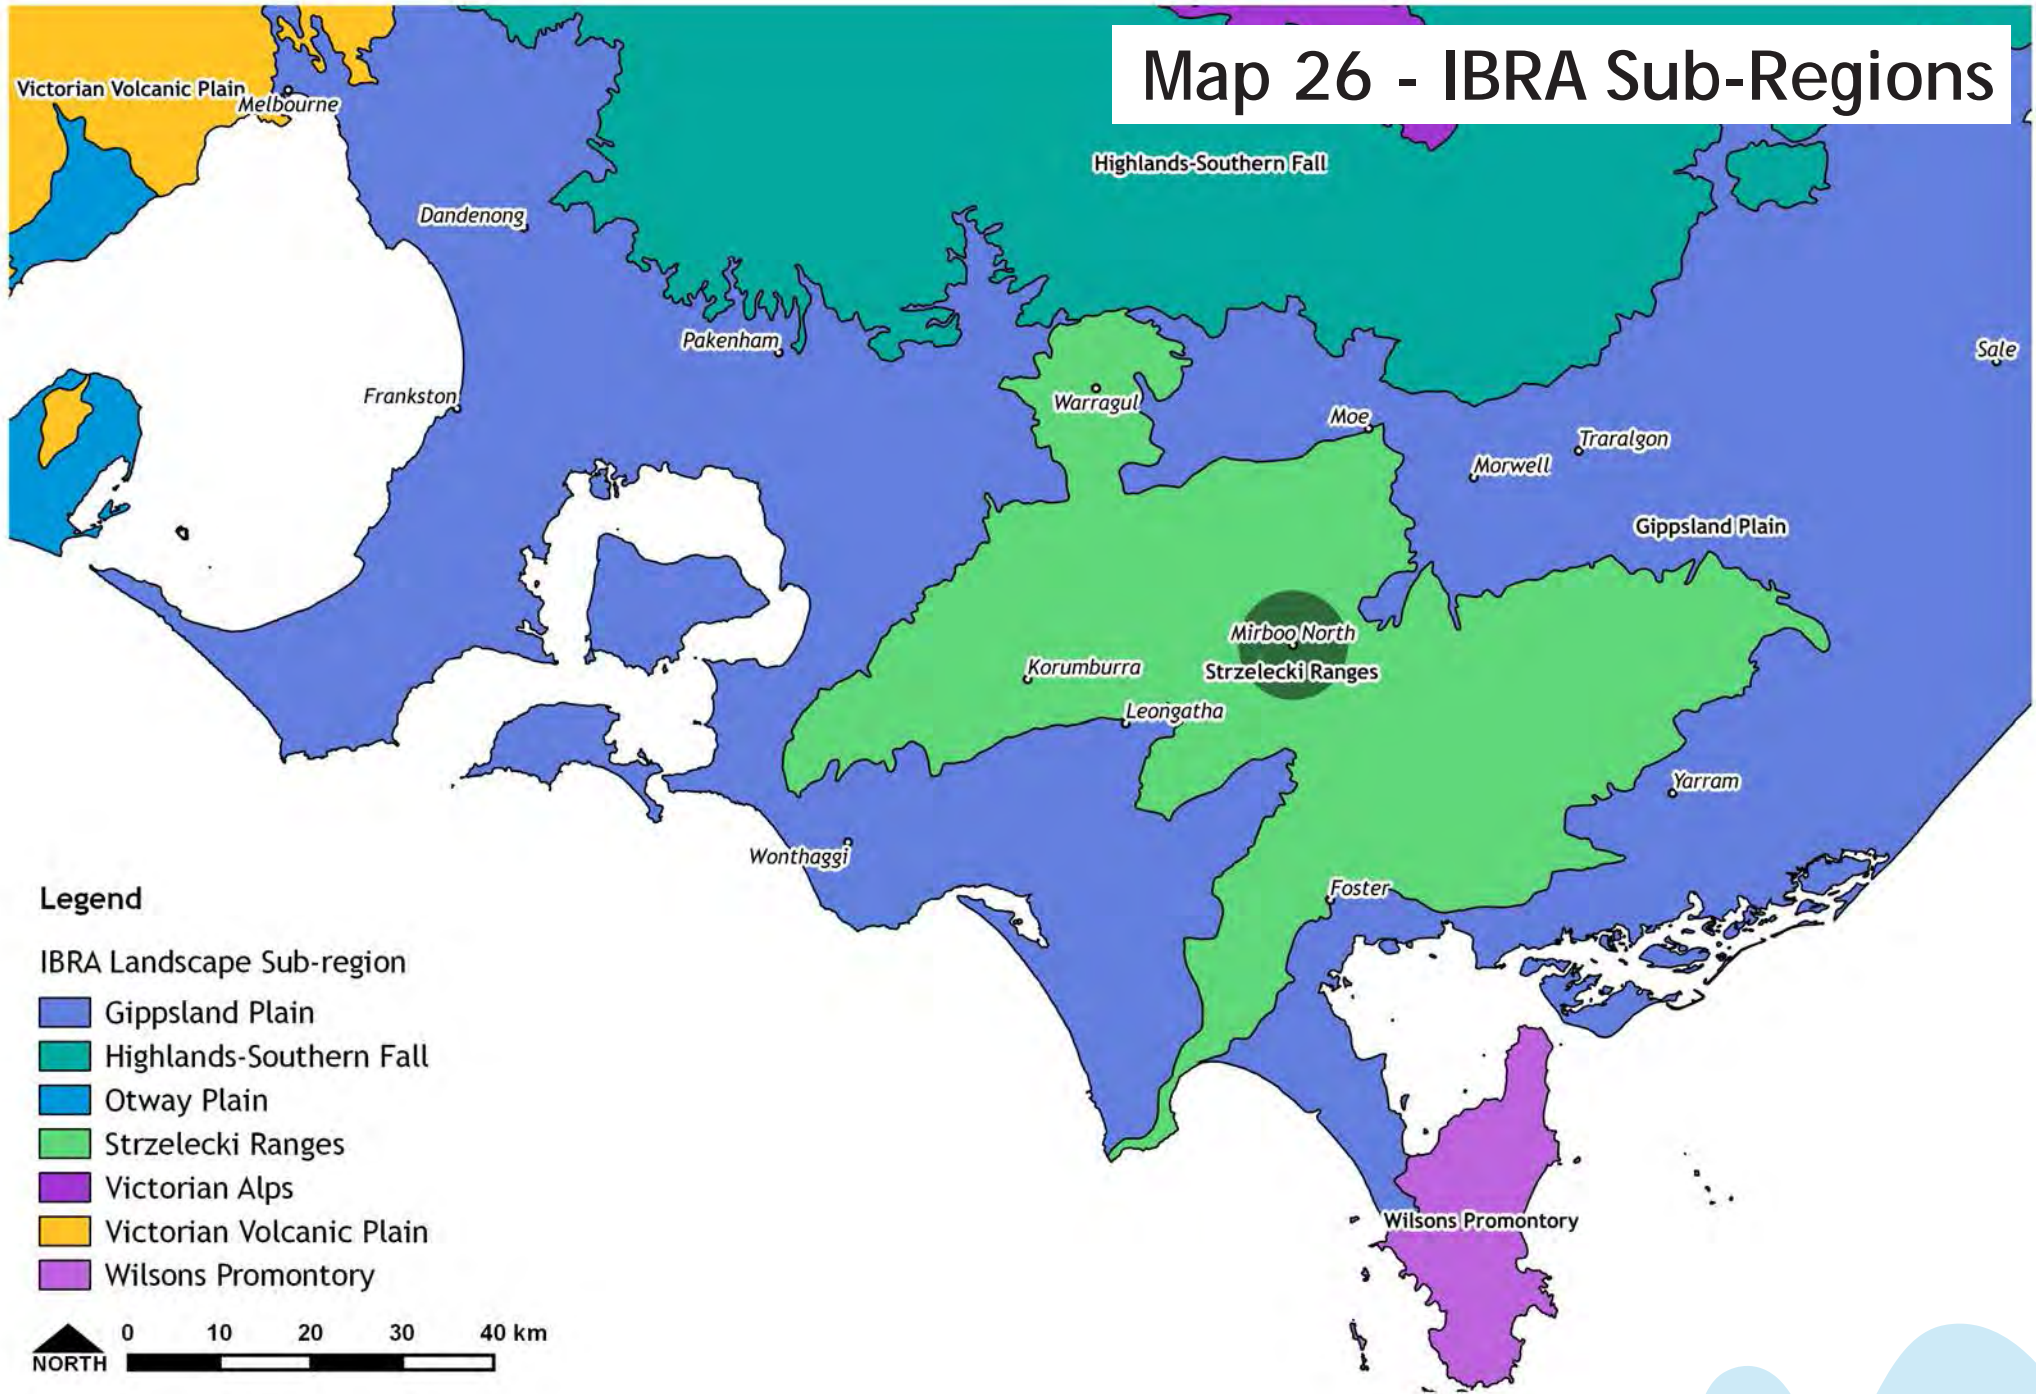 Map 26 - IBRA Sub-Regions
Victorian Volcanic Plain
Melbourne
Highlands-Southern Fall
Dandenong
Pakenham
Sale
Frankston
Warragul
Moe
Traralgon
Morwell
Gippsland Plain
Mirboo North
Korumburra
Strzelecki Ranges
Leongatha
Yarram
Wonthaggi
Foster
Wilsons Promontory
Legend
IBRA Landscape Sub-region
Gippsland Plain
Highlands-Southern Fall
Otway Plain
Strzelecki Ranges
Victorian Alps
Victorian Volcanic Plain
Wilsons Promontory
0 10 20 30 40 km
NORTH